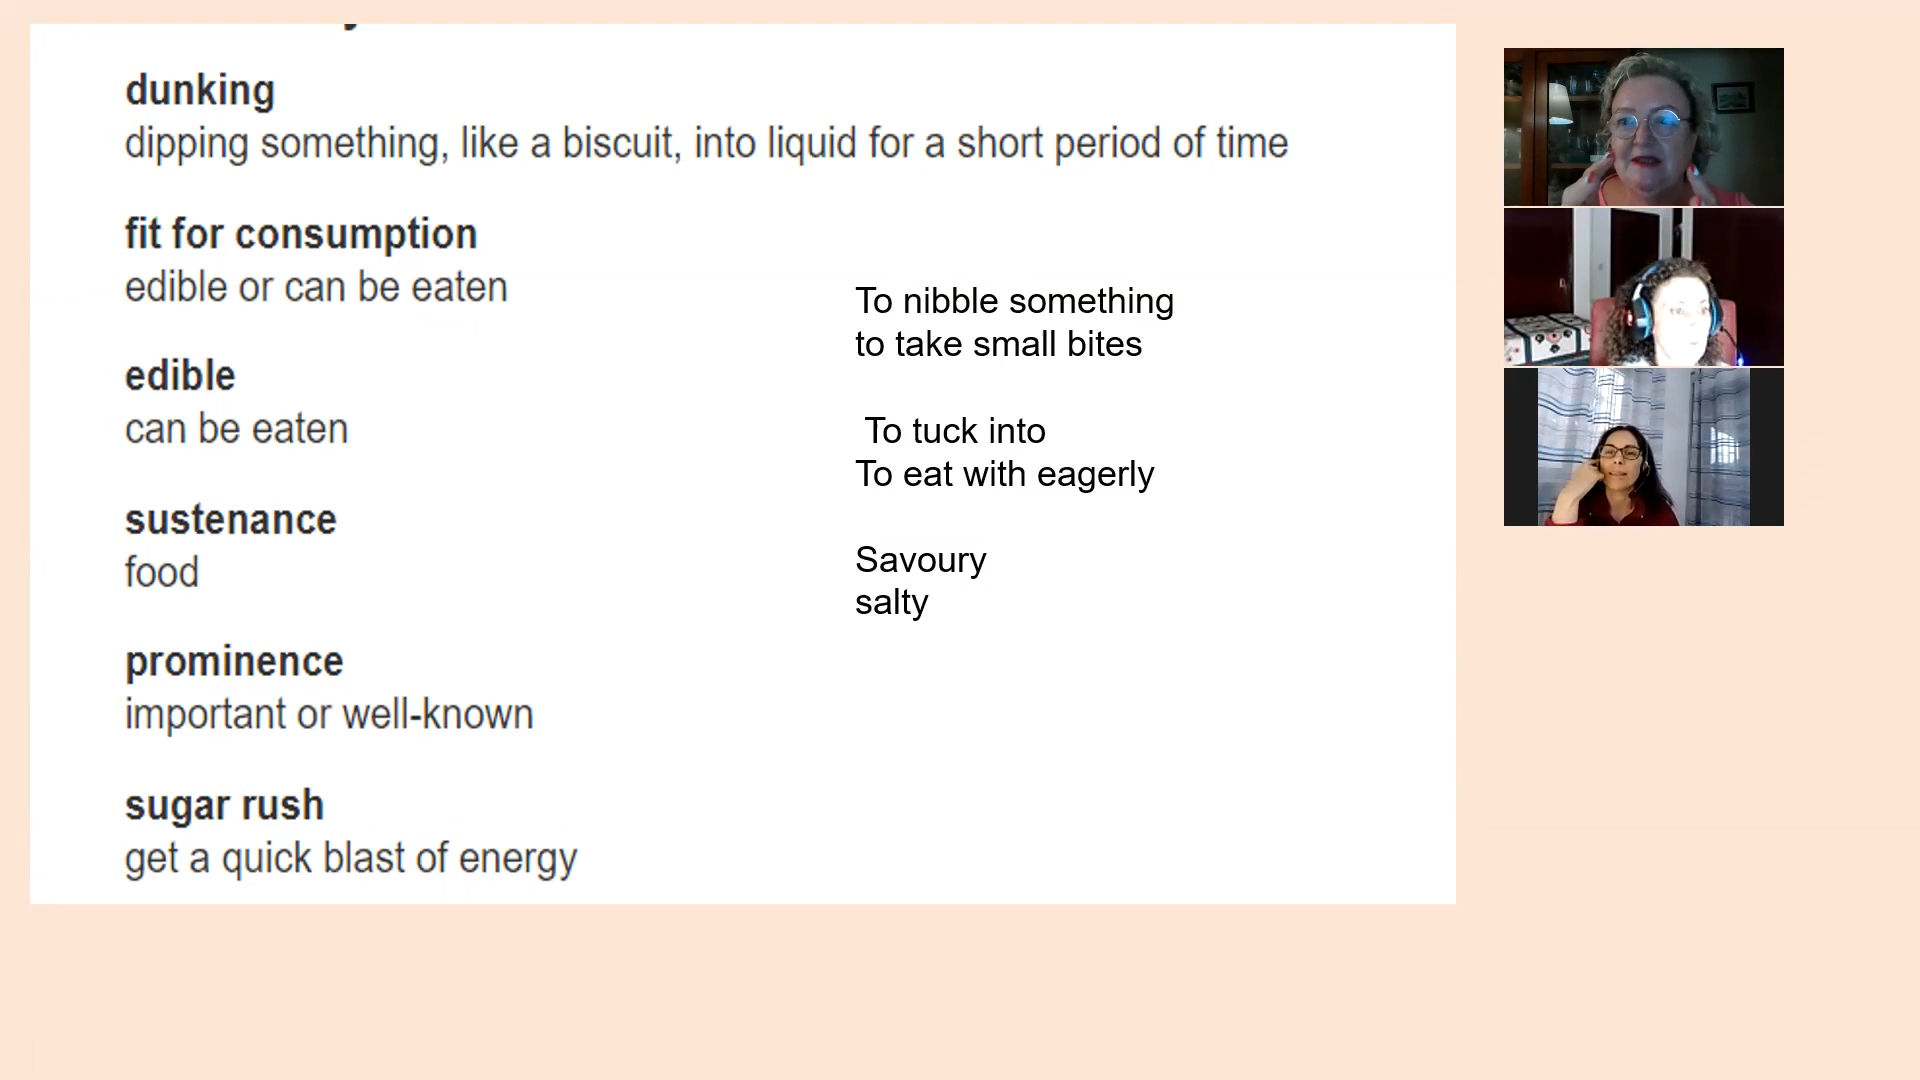 dunking
dipping something, like a biscuit, into liquid for a short period of time
fit for consumption
edible or can be eaten
edible
can be eaten
sustenance
food
prominence
important or well-known
sugar rush
get a quick blast of energy
To nibble something
to take small bites
To tuck into
To eat with eagerly
Savoury
salty